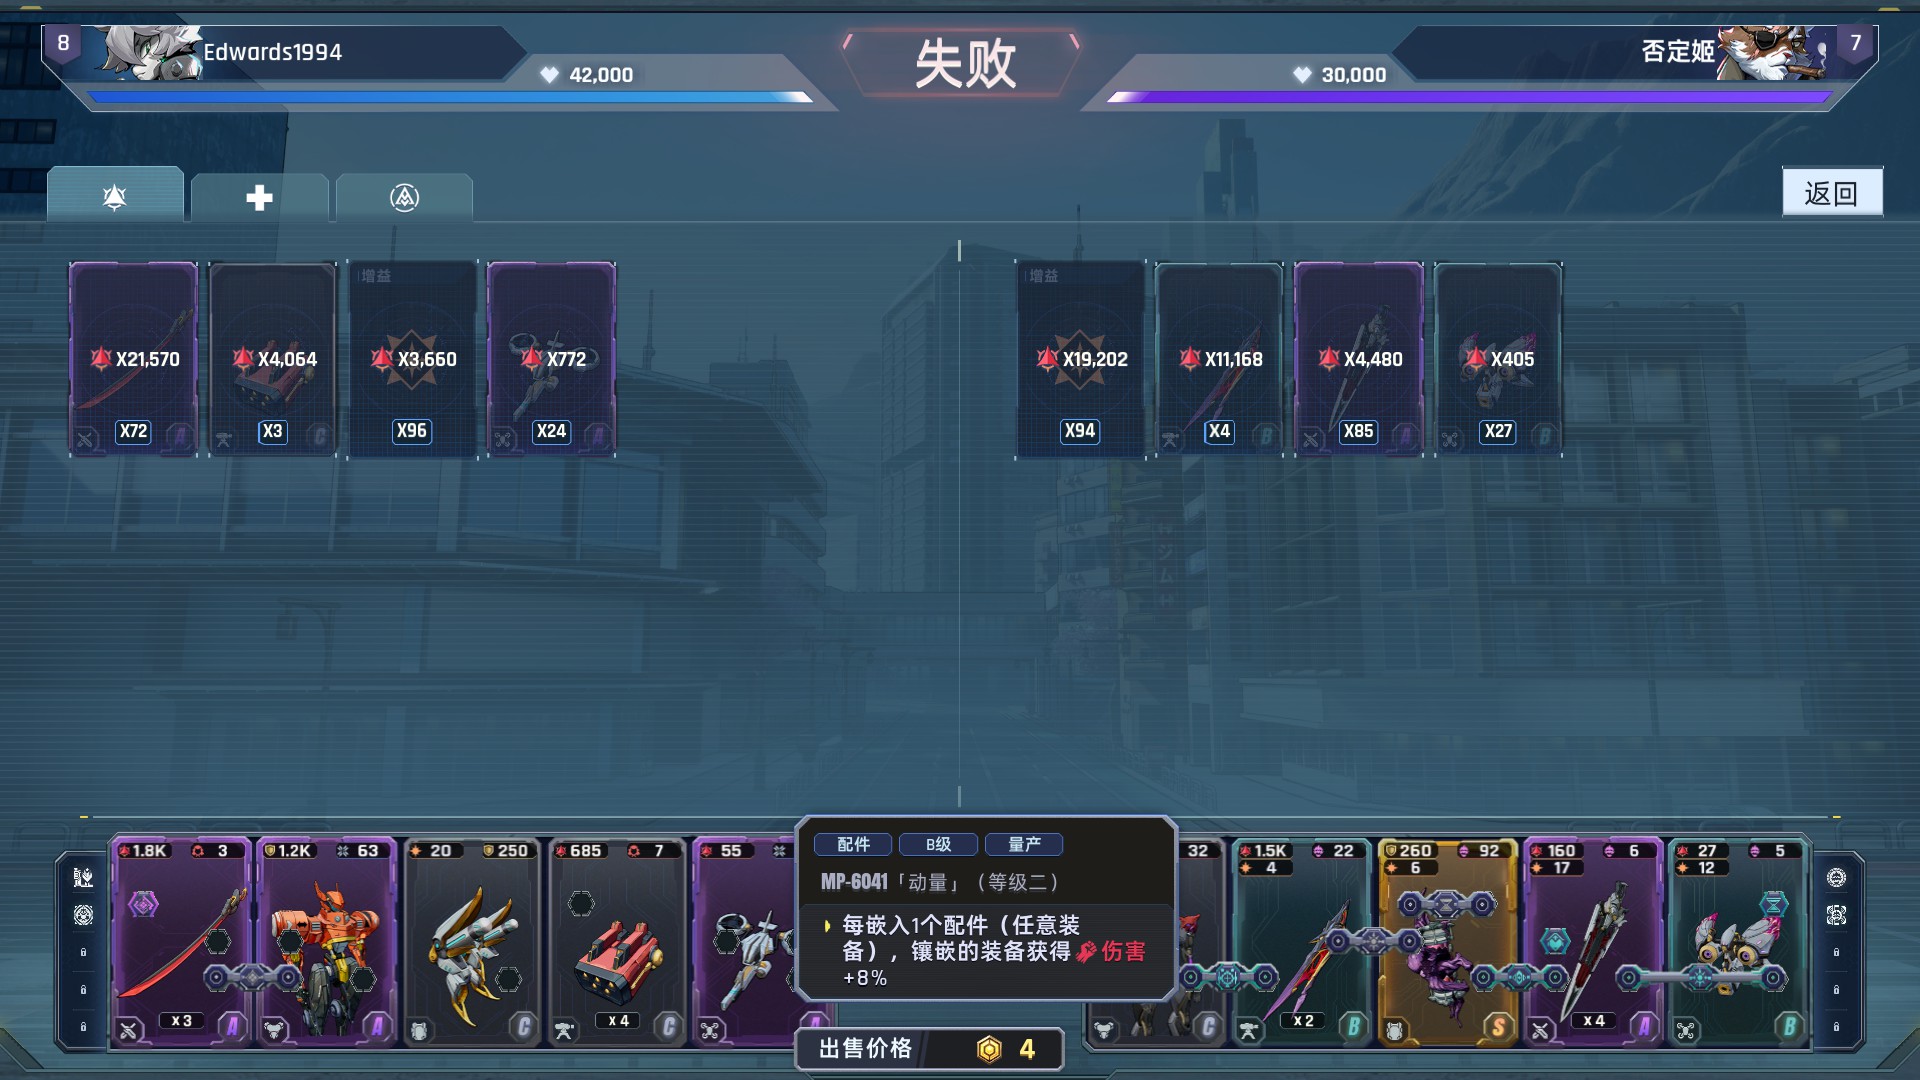 8
Edwards1994
42,000
失败
30,000
否定姬
7
返回
增益
增益
X21,570
X4,064
X3,660
X772
X19,202
X11,168
X4,480
X405
X72
A
X3
C
X96
X24
A
X94
X4
B
X85
A
X27
B
1.8K 3
1.2K 63
20 250
685 7
55
32
1.5K 22
4
260 92
6
160 6
17
27 5
12
配件 B级 量产
MP-6041「动量」（等级二）
每嵌入1个配件（任意装
备），镶嵌的装备获得伤害
+8%
x3 A
A
C
x4 C
A
C
x2 B
S
x4 A
B
出售价格 4